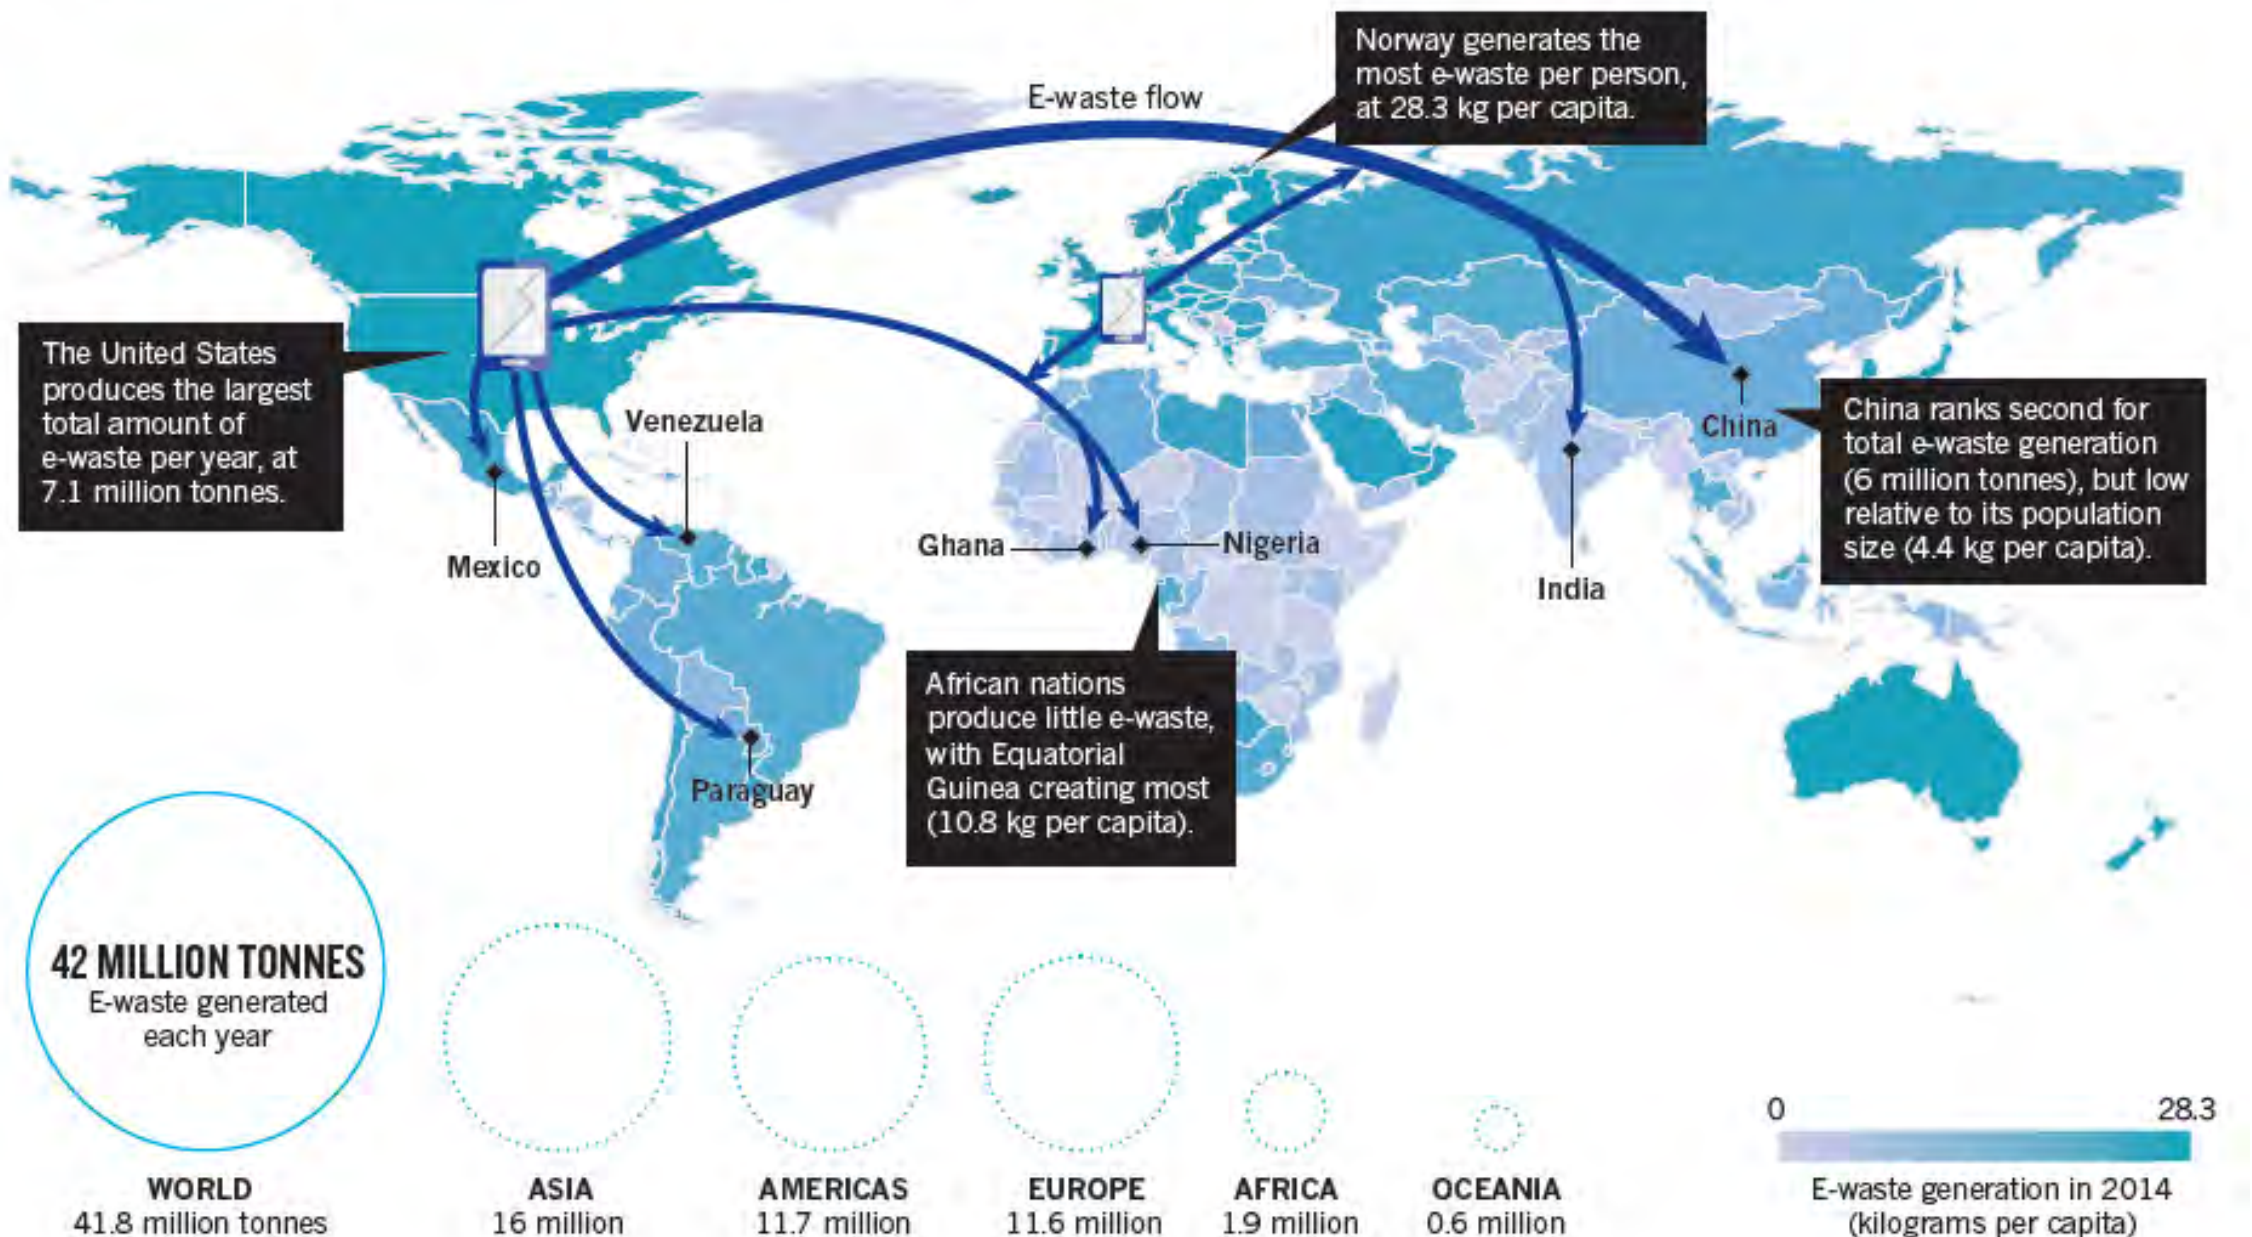 Norway generates the
most e-waste per person,
at 28.3 kg per capita.
E-waste flow
The United States
produces the largest
total amount of
e-waste per year, at
7.1 million tonnes.
Venezuela
China
China ranks second for
total e-waste generation
(6 million tonnes), but low
relative to its population
size (4.4 kg per capita).
Mexico
Ghana
Nigeria
India
African nations
produce little e-waste,
with Equatorial
Guinea creating most
(10.8 kg per capita).
Paraguay
42 MILLION TONNES
E-waste generated
each year
WORLD
41.8 million tonnes
ASIA
16 million
AMERICAS
11.7 million
EUROPE
11.6 million
AFRICA
1.9 million
OCEANIA
0.6 million
0 28.3
E-waste generation in 2014
(kilograms per capita)